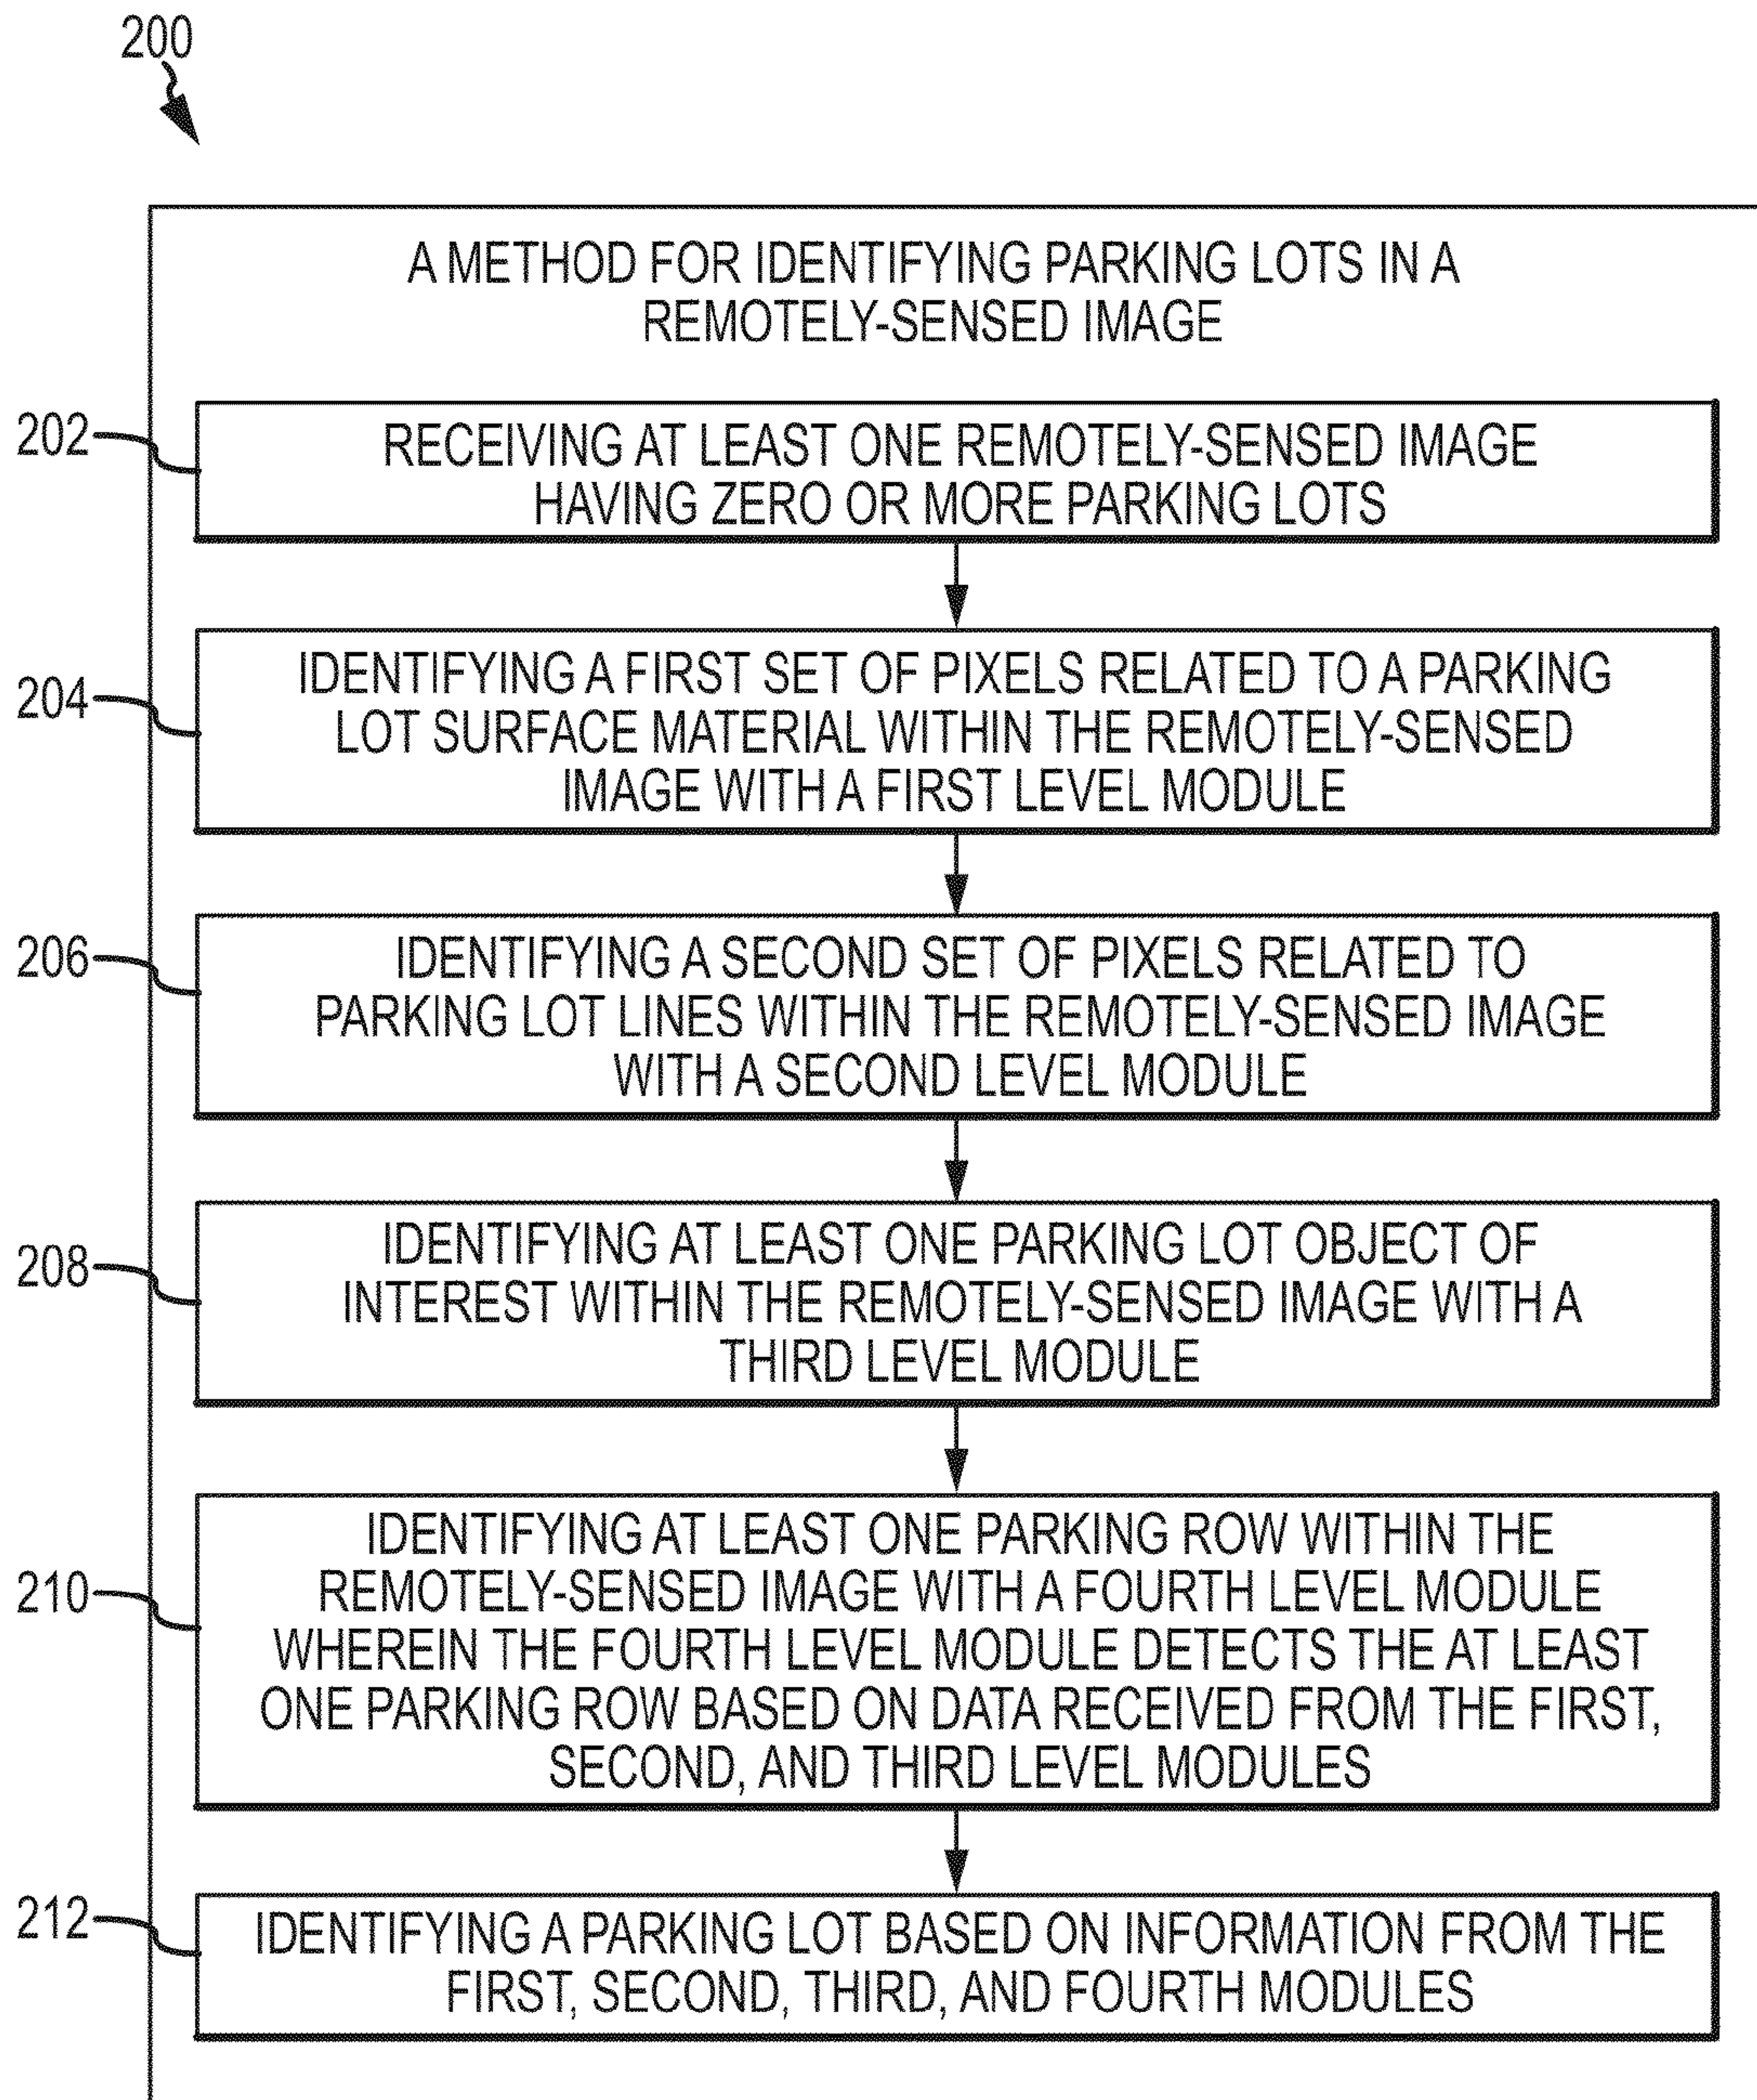 200
A METHOD FOR IDENTIFYING PARKING LOTS IN A
REMOTELY-SENSED IMAGE
202
RECEIVING AT LEAST ONE REMOTELY-SENSED IMAGE
HAVING ZERO OR MORE PARKING LOTS
204
IDENTIFYING A FIRST SET OF PIXELS RELATED TO A PARKING
LOT SURFACE MATERIAL WITHIN THE REMOTELY-SENSED
IMAGE WITH A FIRST LEVEL MODULE
206
IDENTIFYING A SECOND SET OF PIXELS RELATED TO
PARKING LOT LINES WITHIN THE REMOTELY-SENSED IMAGE
WITH A SECOND LEVEL MODULE
208
IDENTIFYING AT LEAST ONE PARKING LOT OBJECT OF
INTEREST WITHIN THE REMOTELY-SENSED IMAGE WITH A
THIRD LEVEL MODULE
210
IDENTIFYING AT LEAST ONE PARKING ROW WITHIN THE
REMOTELY-SENSED IMAGE WITH A FOURTH LEVEL MODULE
WHEREIN THE FOURTH LEVEL MODULE DETECTS THE AT LEAST
ONE PARKING ROW BASED ON DATA RECEIVED FROM THE FIRST,
SECOND, AND THIRD LEVEL MODULES
212
IDENTIFYING A PARKING LOT BASED ON INFORMATION FROM THE
FIRST, SECOND, THIRD, AND FOURTH MODULES